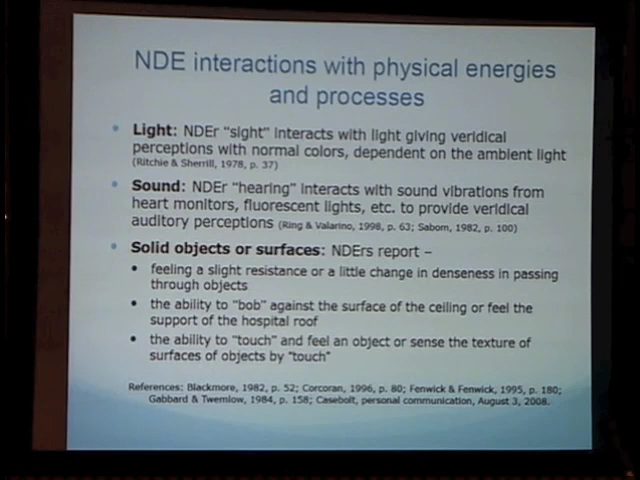 NDE interactions with physical energies
and processes
• Light: NDEr "sight" interacts with light giving veridical
perceptions with normal colors, dependent on the ambient light
(Ritchie & Sherrill, 1978, p. 37)
• Sound: NDEr "hearing" interacts with sound vibrations from
heart monitors, fluorescent lights, etc. to provide veridical
auditory perceptions (Ring & Valarino, 1998, p. 63; Sabom, 1982, p. 100)
• Solid objects or surfaces: NDErs report –
• feeling a slight resistance or a little change in denseness in passing
through objects
• the ability to "bob" against the surface of the ceiling or feel the
support of the hospital roof
• the ability to "touch" and feel an object or sense the texture of
surfaces of objects by "touch"
References: Blackmore, 1982, p. 52; Corcoran, 1996, p. 80; Fenwick & Fenwick, 1995, p. 180;
Gabbard & Twemlow, 1984, p. 158; Casebolt, personal communication, August 3, 2008.